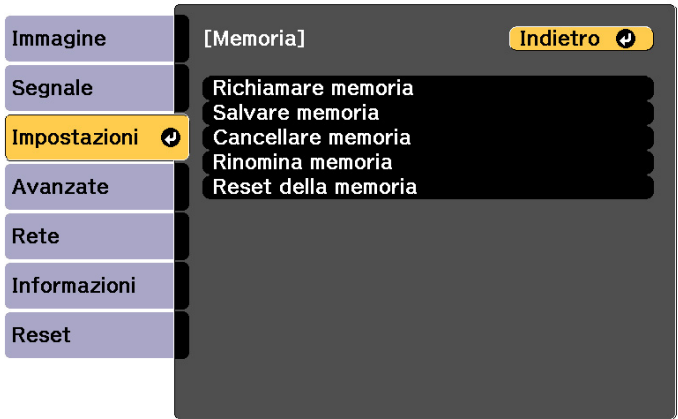 Immagine
Segnale
Impostazioni
Avanzate
Rete
Informazioni
Reset
[Memoria]
Indietro
Richiamare memoria
Salvare memoria
Cancellare memoria
Rinomina memoria
Reset della memoria